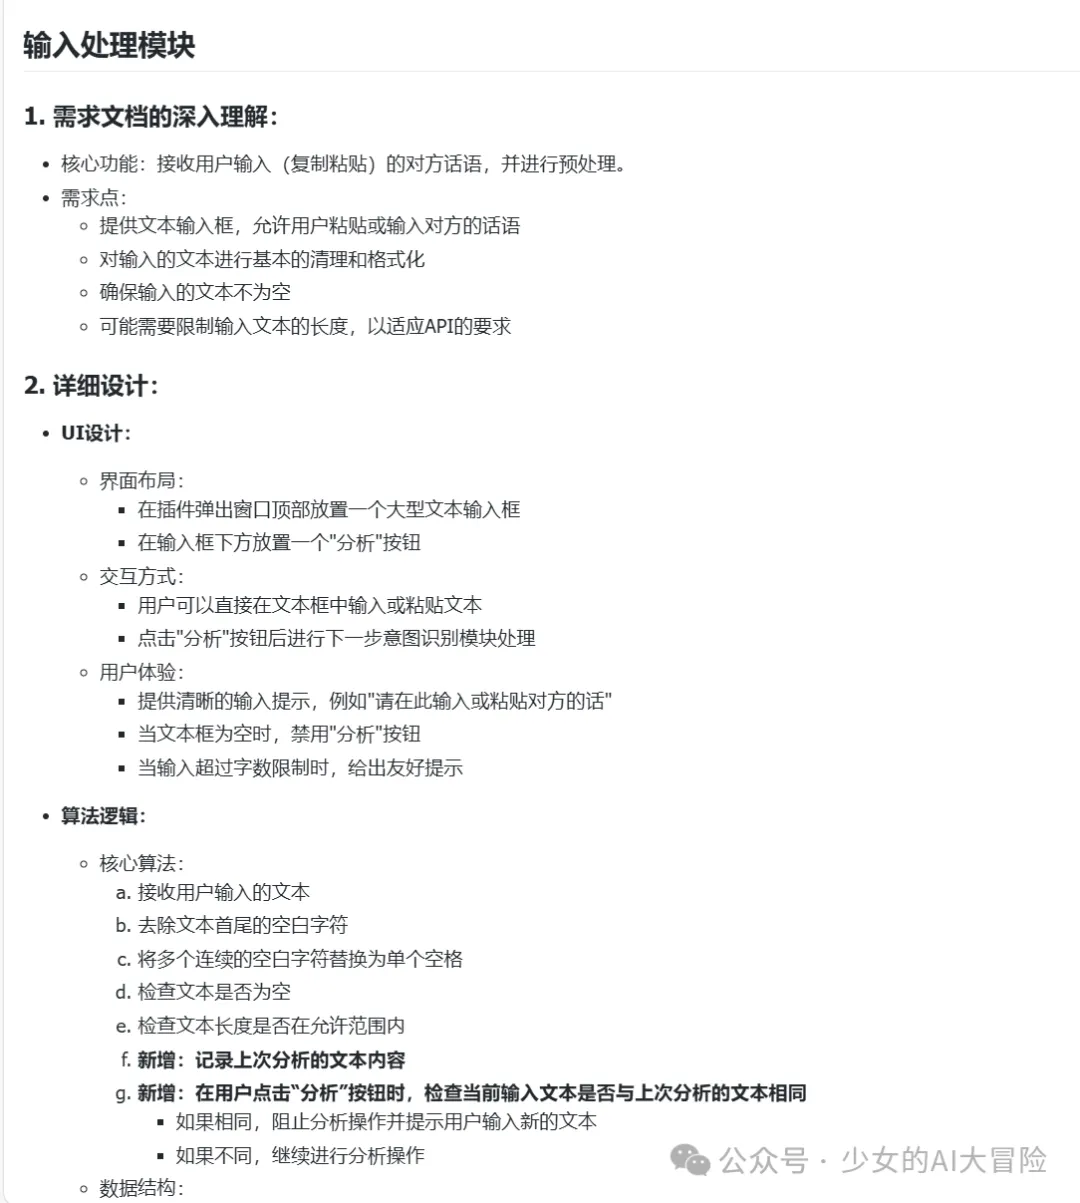 输入处理模块
1. 需求文档的深入理解：
• 核心功能：接收用户输入（复制粘贴）的对方话语，并进行预处理。
• 需求点：
◦ 提供文本输入框，允许用户粘贴或输入对方的话语
◦ 对输入的文本进行基本的清理和格式化
◦ 确保输入的文本不为空
◦ 可能需要限制输入文本的长度，以适应API的要求
2. 详细设计：
• UI设计：
◦ 界面布局：
▪ 在插件弹出窗口顶部放置一个大型文本输入框
▪ 在输入框下方放置一个"分析"按钮
◦ 交互方式：
▪ 用户可以直接在文本框中输入或粘贴文本
▪ 点击"分析"按钮后进行下一步意图识别模块处理
◦ 用户体验：
▪ 提供清晰的输入提示，例如"请在此输入或粘贴对方的话"
▪ 当文本框为空时，禁用"分析"按钮
▪ 当输入超过字数限制时，给出友好提示
• 算法逻辑：
◦ 核心算法：
a. 接收用户输入的文本
b. 去除文本首尾的空白字符
c. 将多个连续的空白字符替换为单个空格
d. 检查文本是否为空
e. 检查文本长度是否在允许范围内
f. 新增：记录上次分析的文本内容
g. 新增：在用户点击“分析”按钮时，检查当前输入文本是否与上次分析的文本相同
▪ 如果相同，阻止分析操作并提示用户输入新的文本
▪ 如果不同，继续进行分析操作
◦ 数据结构：
公众号 · 少女的AI大冒险